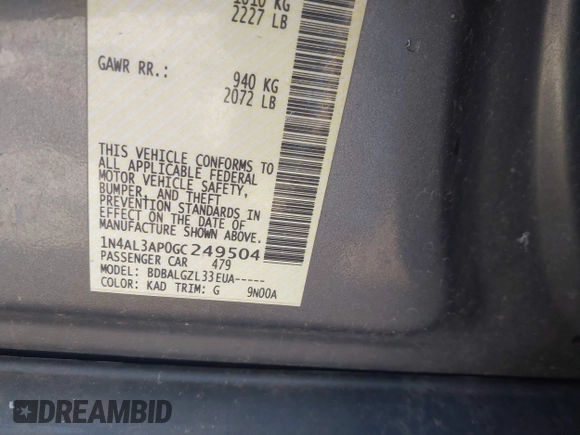 1010 KG
2227 LB
GAWR RR.:
940 KG
2072 LB
THIS VEHICLE CONFORMS TO
ALL APPLICABLE FEDERAL
MOTOR VEHICLE SAFETY,
BUMPER, AND THEFT
PREVENTION STANDARDS IN
EFFECT ON THE DATE OF
MANUFACTURE SHOWN ABOVE.
1N4AL3AP0GC249504
PASSENGER CAR 479
MODEL: BDBALGZL33EUA-----
COLOR: KAD TRIM: G 9N00A
DREAMBID